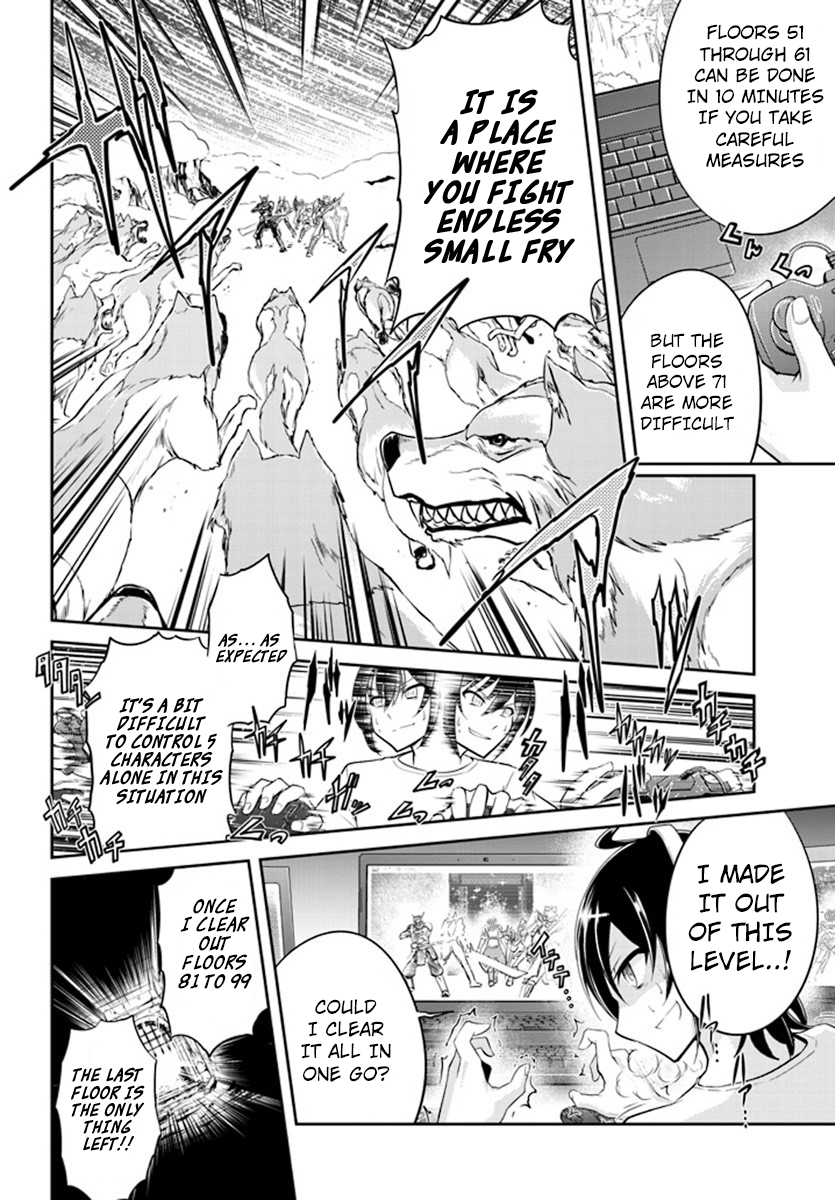 FLOORS 51
THROUGH 61
CAN BE DONE
IN 10 MINUTES
IF YOU TAKE
CAREFUL
MEASURES
BUT THE
FLOORS
ABOVE 71
ARE MORE
DIFFICULT
IT IS
A PLACE
WHERE
YOU FIGHT
ENDLESS
SMALL FRY
AS... AS
EXPECTED
IT'S A BIT
DIFFICULT
TO CONTROL 5
CHARACTERS
ALONE IN THIS
SITUATION
I MADE
IT OUT
OF THIS
LEVEL..!
COULD
I CLEAR
IT ALL IN
ONE GO?
ONCE
I CLEAR
OUT
FLOORS
81 TO 99
THE LAST
FLOOR IS
THE ONLY
THING
LEFT!!